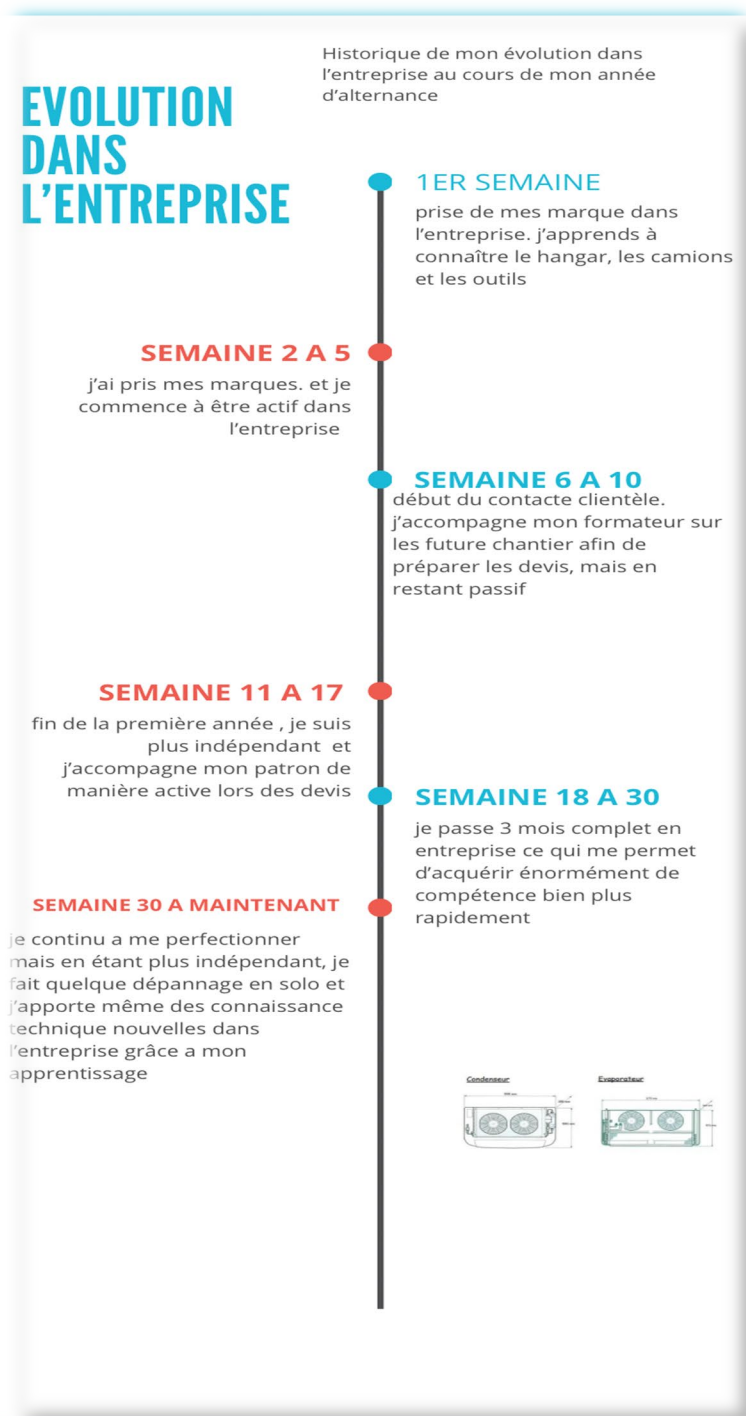 Historique de mon évolution dans
l'entreprise au cours de mon année
d'alternance
EVOLUTION
DANS
L'ENTREPRISE
1ER SEMAINE
prise de mes marque dans
l'entreprise. j'apprends à
connaître le hangar, les camions
et les outils
SEMAINE 2 A 5
j'ai pris mes marques. et je
commence à être actif dans
l'entreprise
SEMAINE 6 A 10
début du contacte clientèle.
j'accompagne mon formateur sur
les future chantier afin de
préparer les devis, mais en
restant passif
SEMAINE 11 A 17
fin de la première année , je suis
plus indépendant et
j'accompagne mon patron de
manière active lors des devis
SEMAINE 18 A 30
je passe 3 mois complet en
entreprise ce qui me permet
d'acquérir énormément de
compétence bien plus
rapidement
SEMAINE 30 A MAINTENANT
je continu a me perfectionner
mais en étant plus indépendant, je
fait quelque dépannage en solo et
j'apporte même des connaissance
technique nouvelles dans
l'entreprise grâce a mon
apprentissage
Condenseur
Evaporateur